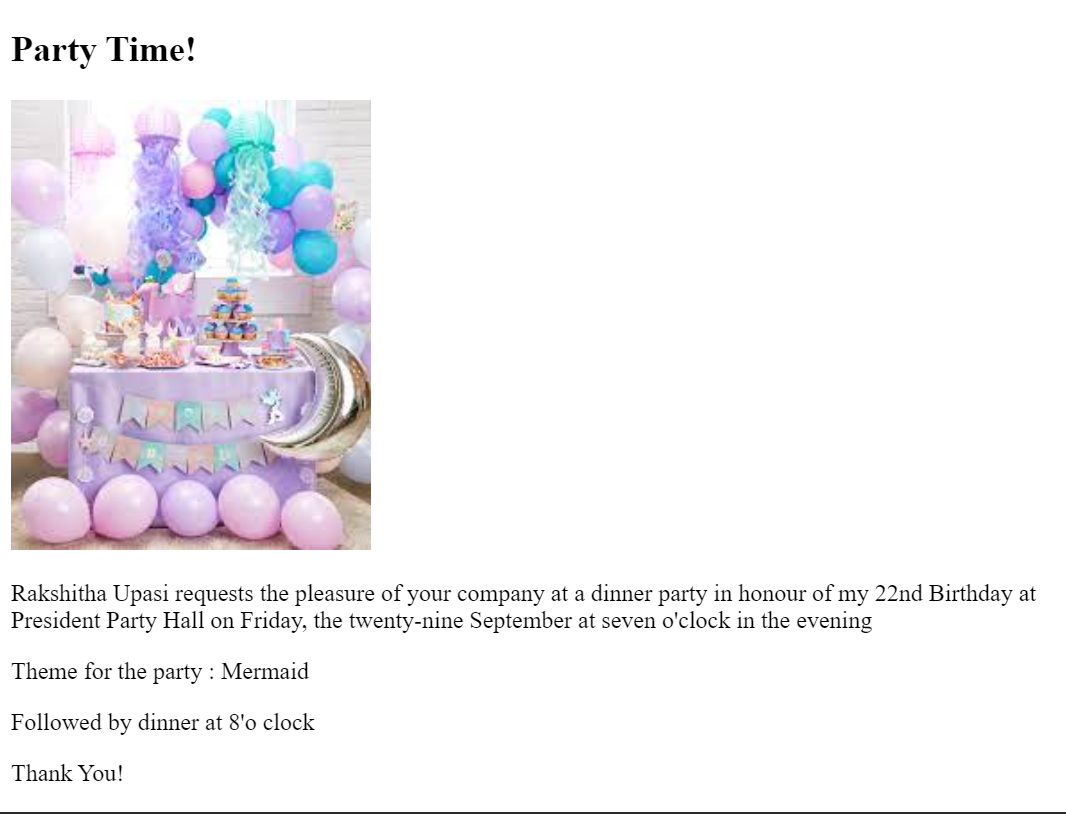 Party Time!
Rakshitha Upasi requests the pleasure of your company at a dinner party in honour of my 22nd Birthday at
President Party Hall on Friday, the twenty-nine September at seven o'clock in the evening
Theme for the party : Mermaid
Followed by dinner at 8'o clock
Thank You!